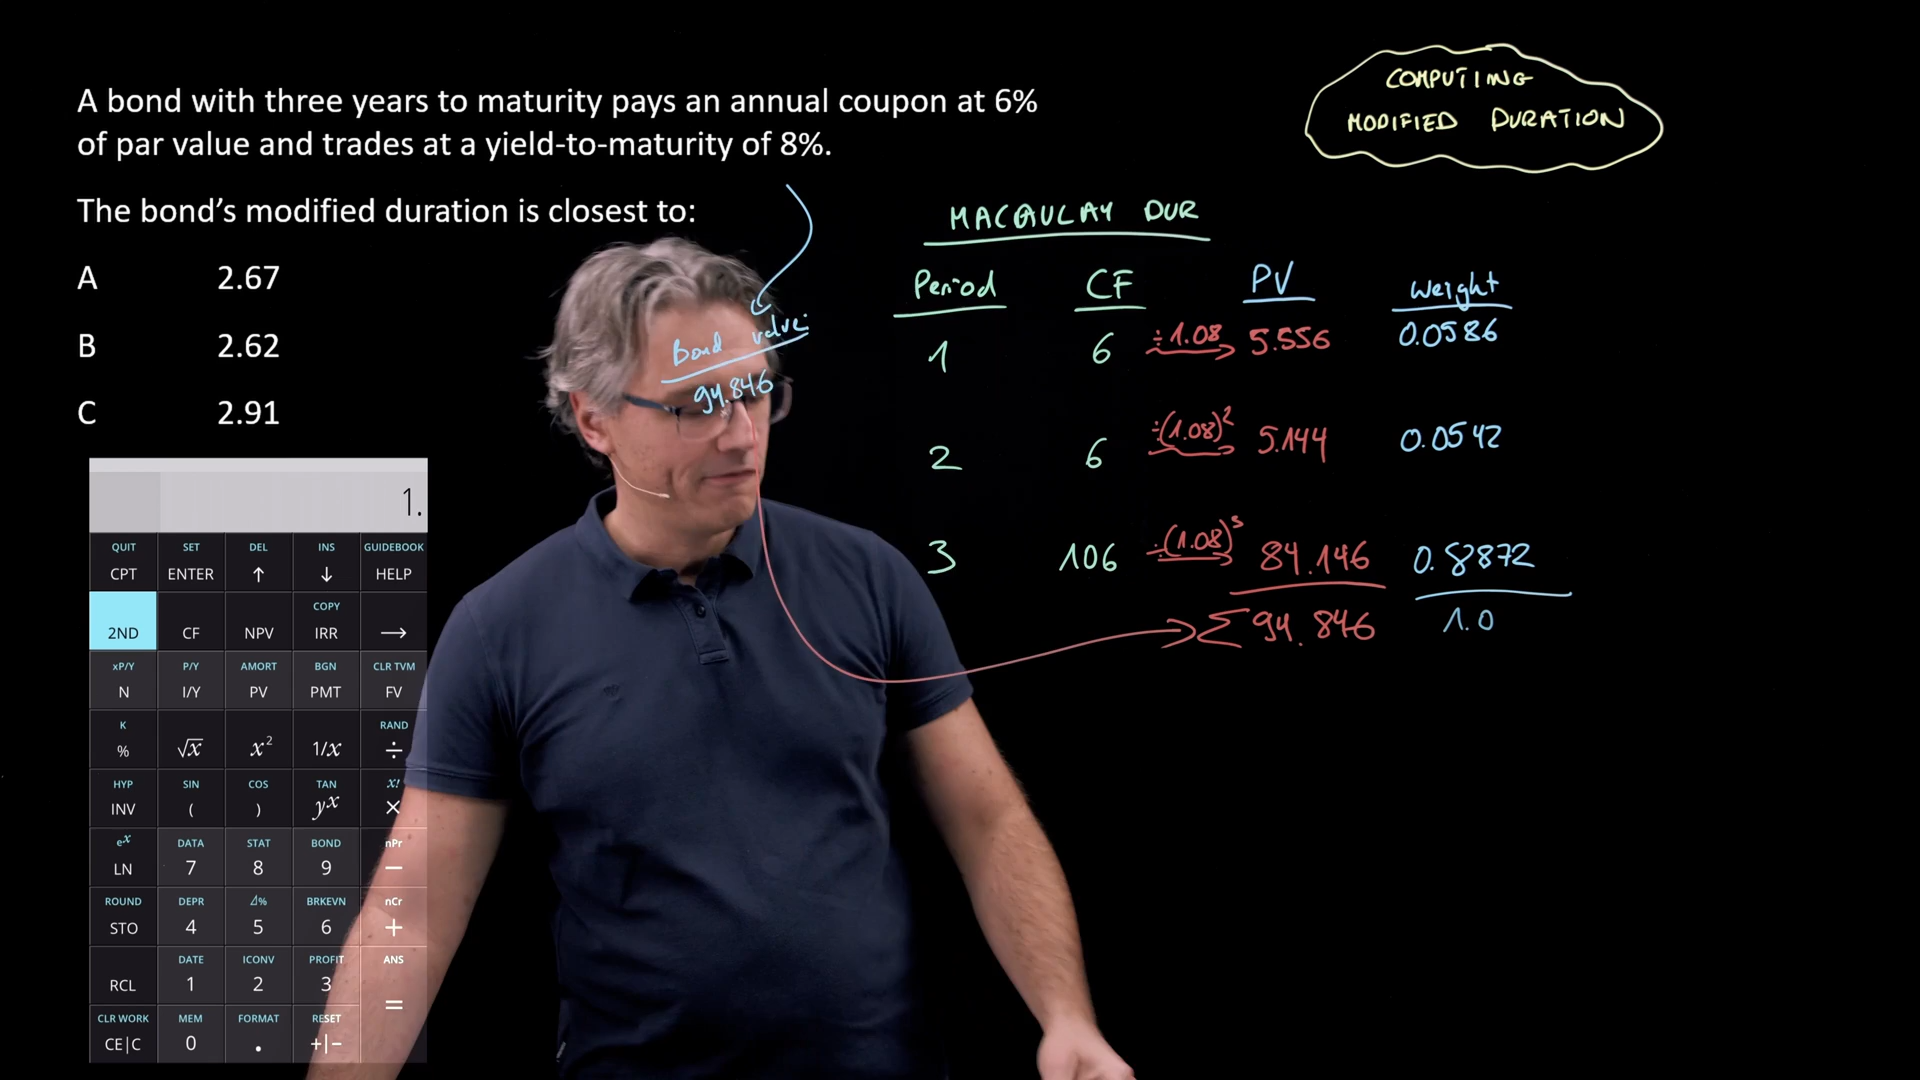 COMPUTING
MODIFIED DURATION
A bond with three years to maturity pays an annual coupon at 6%
of par value and trades at a yield-to-maturity of 8%.
The bond's modified duration is closest to:
A 2.67
B 2.62
C 2.91
Bond value:
94.846
MACAULAY DUR
Period CF PV Weight
1 6 ÷1.08 5.556 0.0586
2 6 ÷(1.08)² 5.144 0.0542
3 106 ÷(1.08)³ 84.146 0.8872
Σ 94.846 1.0
1.
QUIT SET DEL INS GUIDEBOOK
CPT ENTER ↑ ↓ HELP
COPY
2ND CF NPV IRR →
xP/Y P/Y AMORT BGN CLR TVM
N I/Y PV PMT FV
K RAND
% √x x² 1/x ÷
HYP SIN COS TAN x!
INV ( ) yˣ ×
eˣ DATA STAT BOND nPr
LN 7 8 9 −
ROUND DEPR Δ% BRKEVN nCr
STO 4 5 6 +
DATE ICONV PROFIT ANS
RCL 1 2 3 =
CLR WORK MEM FORMAT RESET
CE|C 0 . +|−